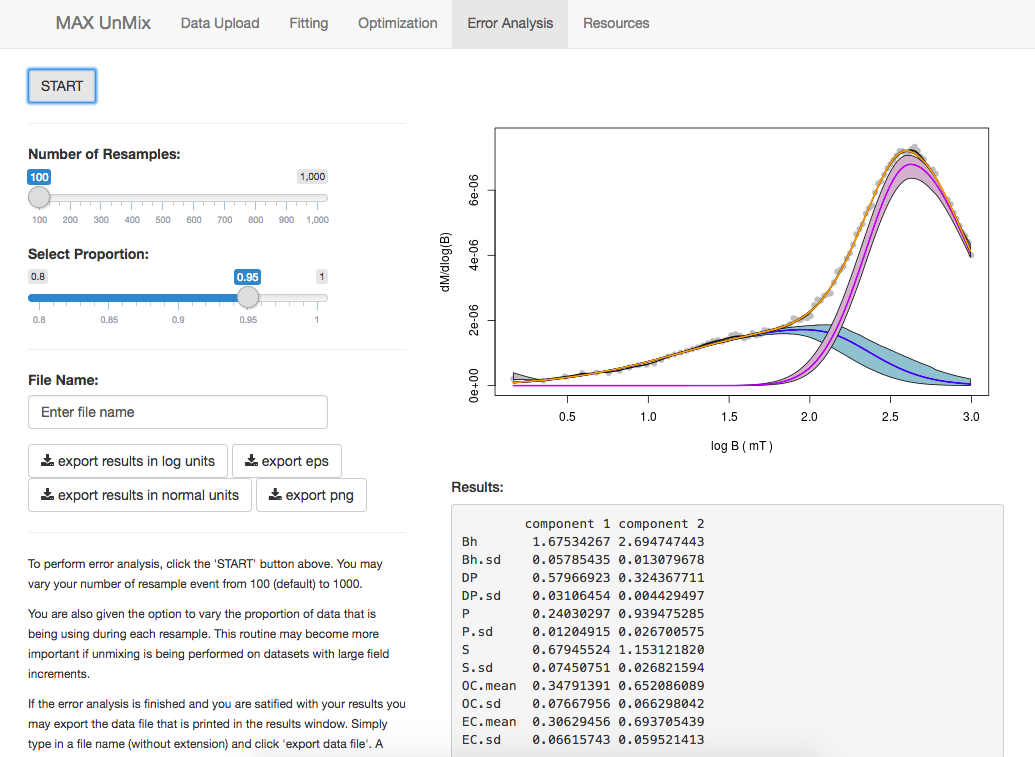 MAX UnMix Data Upload Fitting Optimization Error Analysis Resources
START
Number of Resamples:
100 1,000
100 200 300 400 500 600 700 800 900 1,000
Select Proportion:
0.8 0.95 1
0.8 0.85 0.9 0.95 1
File Name:
Enter file name
export results in log units export eps
export results in normal units export png
To perform error analysis, click the 'START' button above. You may
vary your number of resample event from 100 (default) to 1000.
You are also given the option to vary the proportion of data that is
being using during each resample. This routine may become more
important if unmixing is being performed on datasets with large field
increments.
If the error analysis is finished and you are satified with your results you
may export the data file that is printed in the results window. Simply
type in a file name (without extension) and click 'export data file'. A
dM/dlog(B)
6e-06
4e-06
2e-06
0e+00
0.5 1.0 1.5 2.0 2.5 3.0
log B ( mT )
Results:
component 1 component 2
Bh 1.67534267 2.694747443
Bh.sd 0.05785435 0.013079678
DP 0.57966923 0.324367711
DP.sd 0.03106454 0.004429497
P 0.24030297 0.939475285
P.sd 0.01204915 0.026700575
S 0.67945524 1.153121820
S.sd 0.07450751 0.026821594
OC.mean 0.34791391 0.652086089
OC.sd 0.07667956 0.066298042
EC.mean 0.30629456 0.693705439
EC.sd 0.06615743 0.059521413